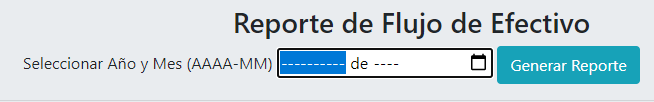 Reporte de Flujo de Efectivo
Seleccionar Año y Mes (AAAA-MM) ---------- de ---- Generar Reporte